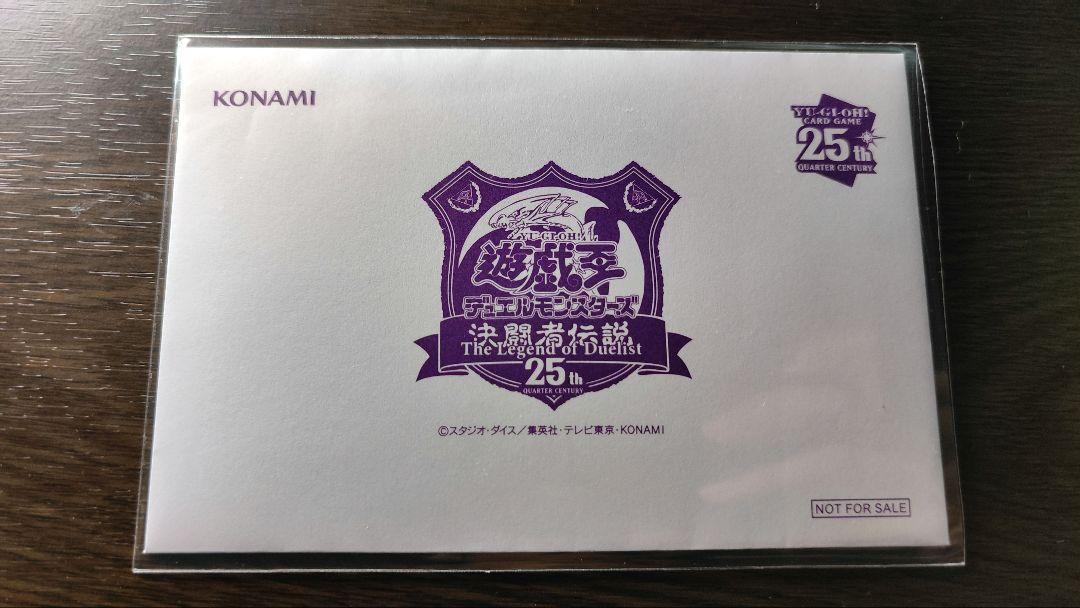 KONAMI
YU-GI-OH!
CARD GAME
25th
QUARTER CENTURY
YU-GI-OH!
遊戯王
デュエルモンスターズ
決闘者伝説
The Legend of Duelist
25th
QUARTER CENTURY
©スタジオ・ダイス/集英社・テレビ東京・KONAMI
NOT FOR SALE